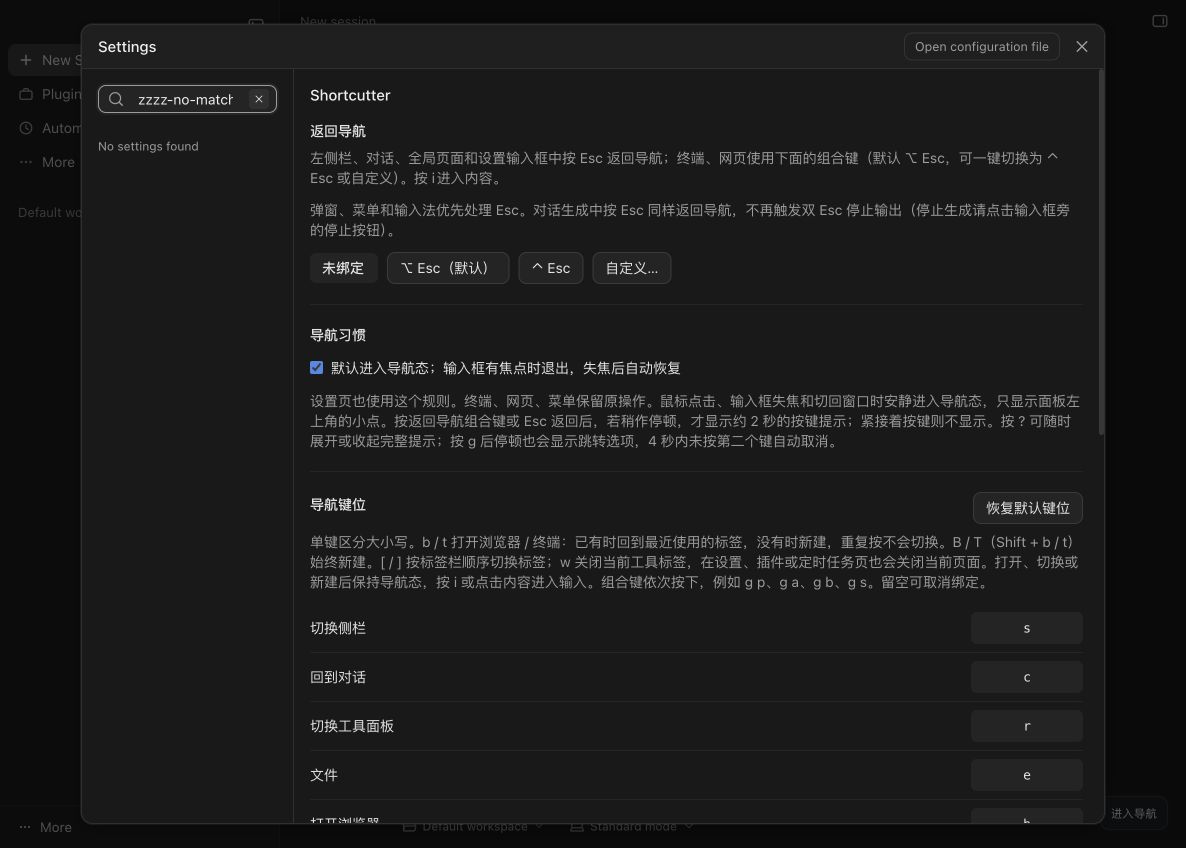 New session
Settings
Open configuration file
New S
Plugin
Autom
More
Default wo
zzzz-no-match
No settings found
Shortcutter
返回导航
左侧栏、对话、全局页面和设置输入框中按 Esc 返回导航；终端、网页使用下面的组合键（默认 ⌥ Esc，可一键切换为 ⌃
Esc 或自定义）。按 i 进入内容。
弹窗、菜单和输入法优先处理 Esc。对话生成中按 Esc 同样返回导航，不再触发双 Esc 停止输出（停止生成请点击输入框旁
的停止按钮）。
未绑定
⌥ Esc（默认）
⌃ Esc
自定义...
导航习惯
默认进入导航态；输入框有焦点时退出，失焦后自动恢复
设置页也使用这个规则。终端、网页、菜单保留原操作。鼠标点击、输入框失焦和切回窗口时安静进入导航态，只显示面板左
上角的小点。按返回导航组合键或 Esc 返回后，若稍作停顿，才显示约 2 秒的按键提示；紧接着按键则不显示。按 ? 可随时
展开或收起完整提示；按 g 后停顿也会显示跳转选项，4 秒内未按第二个键自动取消。
导航键位
恢复默认键位
单键区分大小写。b / t 打开浏览器 / 终端：已有时回到最近使用的标签，没有时新建，重复按不会切换。B / T（Shift + b / t）
始终新建。[ / ] 按标签栏顺序切换标签；w 关闭当前工具标签，在设置、插件或定时任务页也会关闭当前页面。打开、切换或
新建后保持导航态，按 i 或点击内容进入输入。组合键依次按下，例如 g p、g a、g b、g s。留空可取消绑定。
切换侧栏
s
回到对话
c
切换工具面板
r
文件
e
打开浏览器
b
More
Default workspace
Standard mode
进入导航